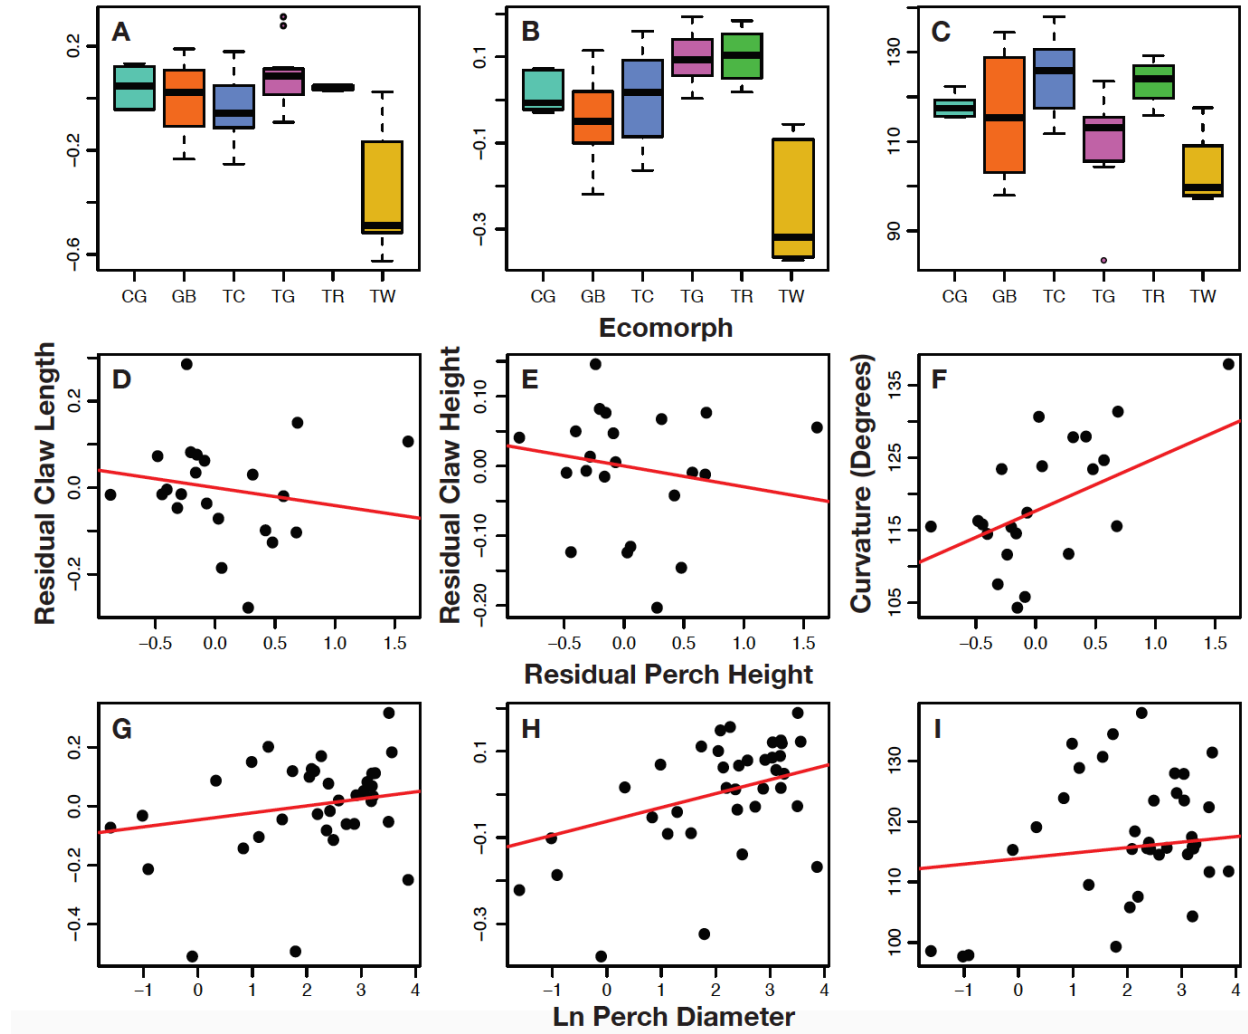 A
B
C
0.2
−0.2
−0.6
0.1
−0.1
−0.3
130
110
90
CG GB TC TG TR TW
CG GB TC TG TR TW
CG GB TC TG TR TW
Ecomorph
D
E
F
Residual Claw Length
0.2
0.0
−0.2
Residual Claw Height
0.10
0.00
−0.10
−0.20
Curvature (Degrees)
135
125
115
105
−0.5 0.0 0.5 1.0 1.5
−0.5 0.0 0.5 1.0 1.5
−0.5 0.0 0.5 1.0 1.5
Residual Perch Height
G
H
I
0.2
0.0
−0.2
−0.4
0.1
−0.1
−0.3
130
120
110
100
−1 0 1 2 3 4
−1 0 1 2 3 4
−1 0 1 2 3 4
Ln Perch Diameter